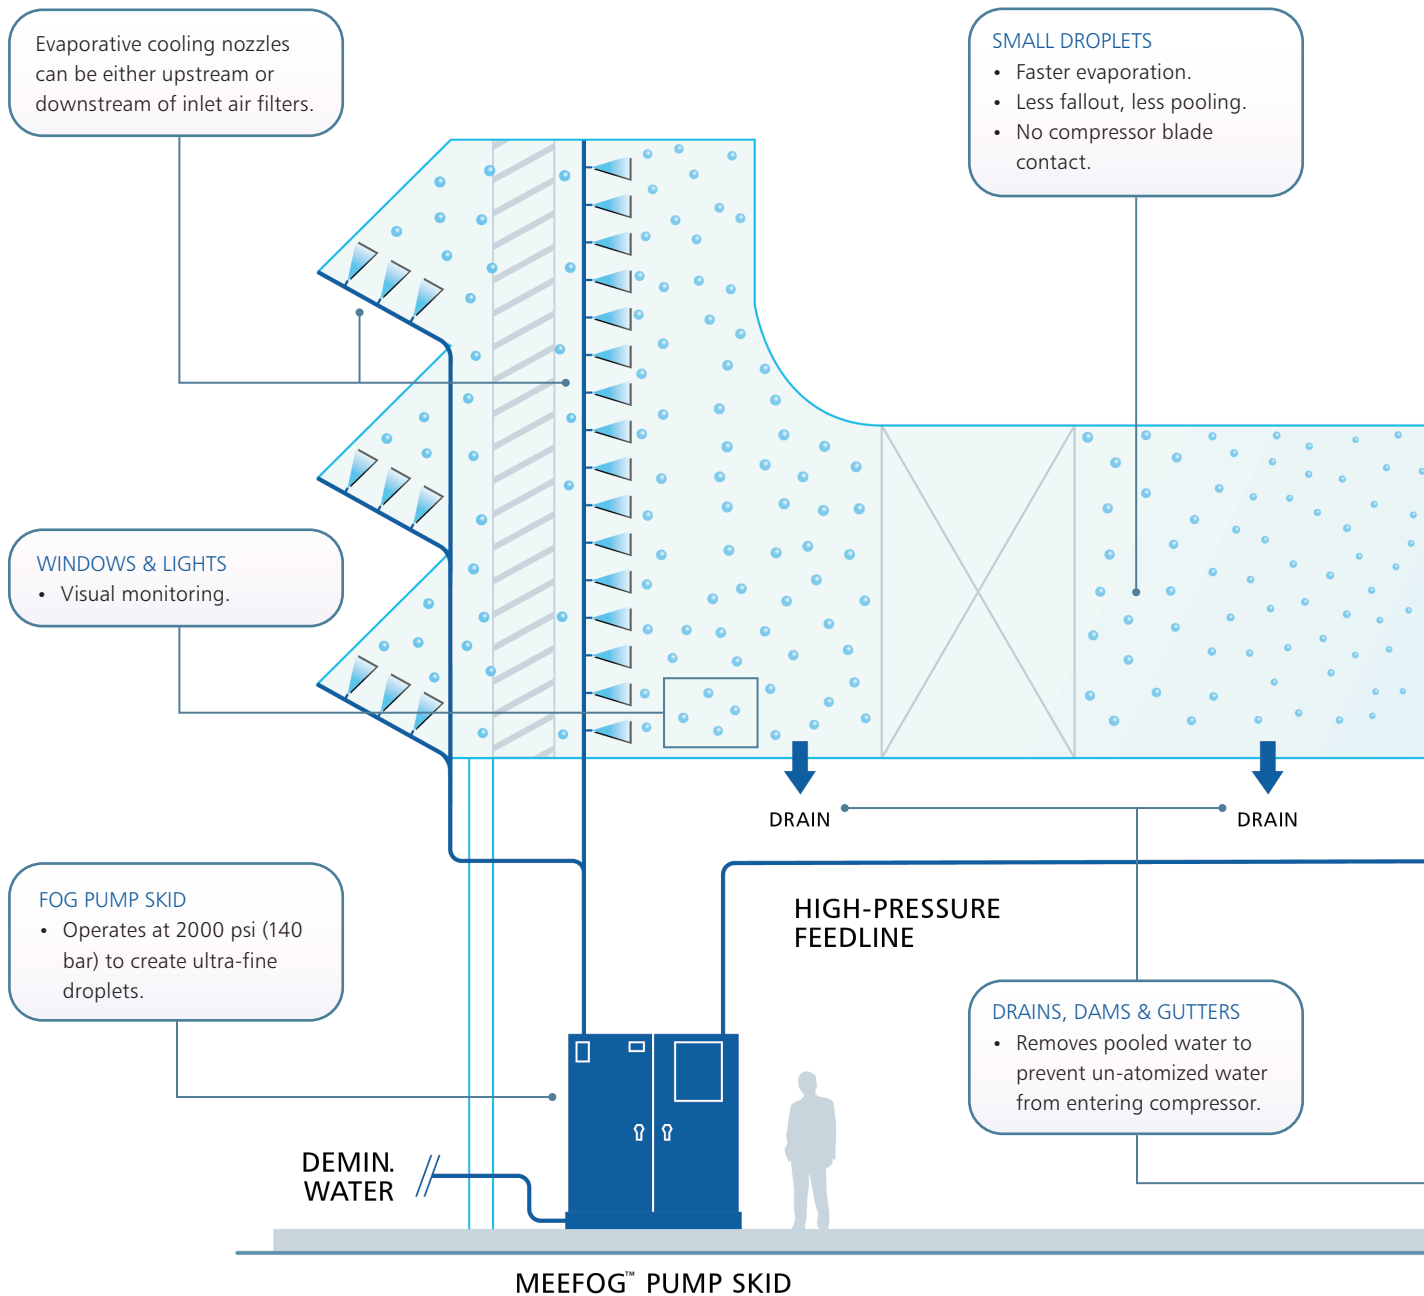 Evaporative cooling nozzles
can be either upstream or
downstream of inlet air filters.
SMALL DROPLETS
• Faster evaporation.
• Less fallout, less pooling.
• No compressor blade
contact.
WINDOWS & LIGHTS
• Visual monitoring.
DRAIN
DRAIN
FOG PUMP SKID
• Operates at 2000 psi (140
bar) to create ultra-fine
droplets.
HIGH-PRESSURE
FEEDLINE
DRAINS, DAMS & GUTTERS
• Removes pooled water to
prevent un-atomized water
from entering compressor.
DEMIN.
WATER
MEEFOG™ PUMP SKID